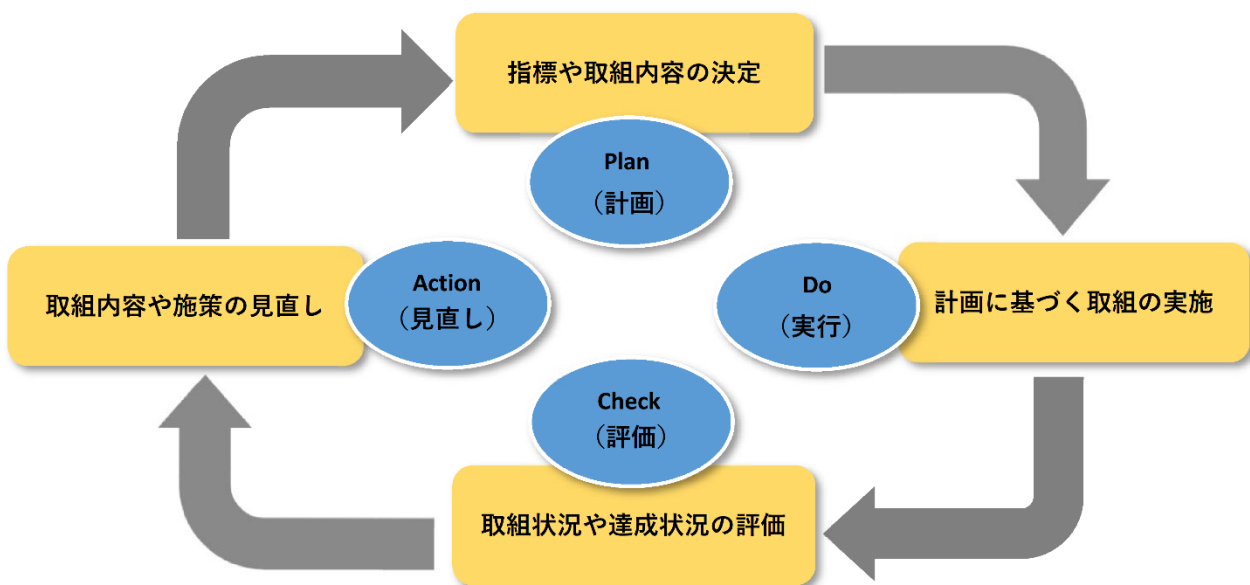 指標や取組内容の決定
Plan
（計画）
計画に基づく取組の実施
Do
（実行）
Check
（評価）
取組状況や達成状況の評価
取組内容や施策の見直し
Action
（見直し）